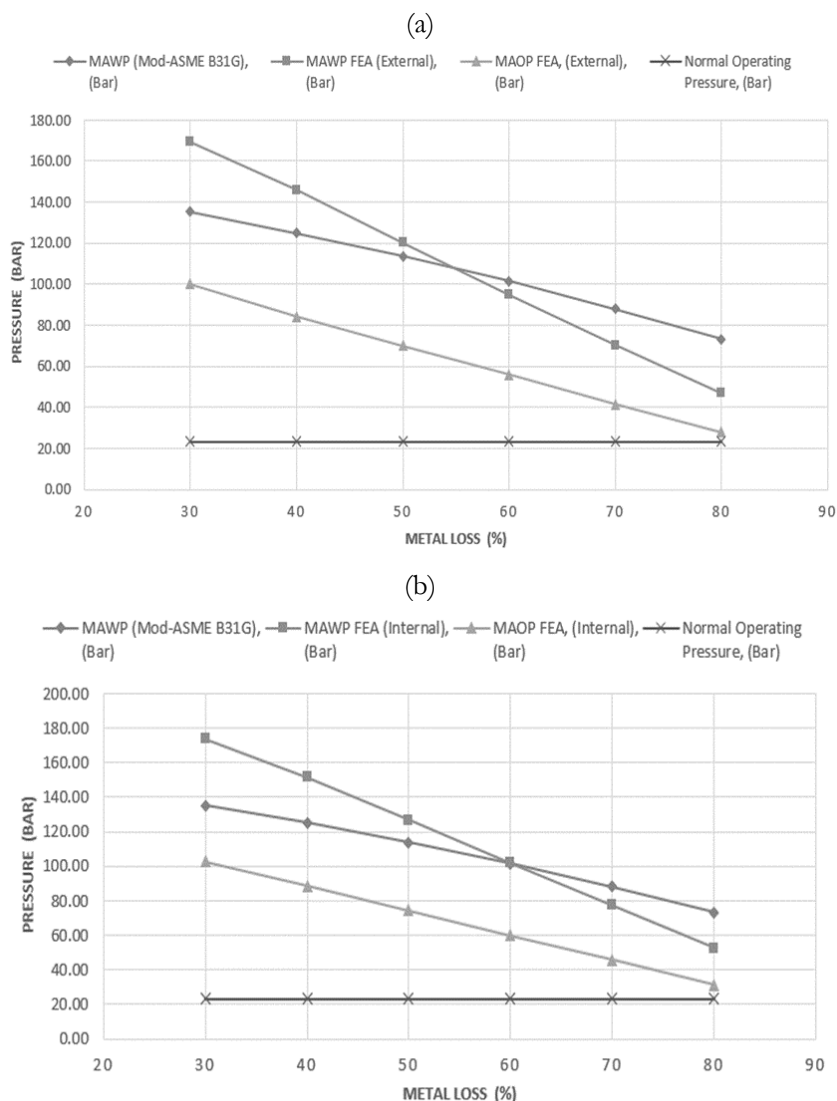 (a)
MAWP (Mod-ASME B31G), (Bar)
MAWP FEA (External), (Bar)
MAOP FEA, (External), (Bar)
Normal Operating Pressure, (Bar)
180.00
160.00
140.00
120.00
100.00
80.00
60.00
40.00
20.00
0.00
PRESSURE (BAR)
20 30 40 50 60 70 80 90
METAL LOSS (%)
(b)
MAWP (Mod-ASME B31G), (Bar)
MAWP FEA (Internal), (Bar)
MAOP FEA, (Internal), (Bar)
Normal Operating Pressure, (Bar)
200.00
180.00
160.00
140.00
120.00
100.00
80.00
60.00
40.00
20.00
0.00
PRESSURE (BAR)
20 30 40 50 60 70 80 90
METAL LOSS (%)